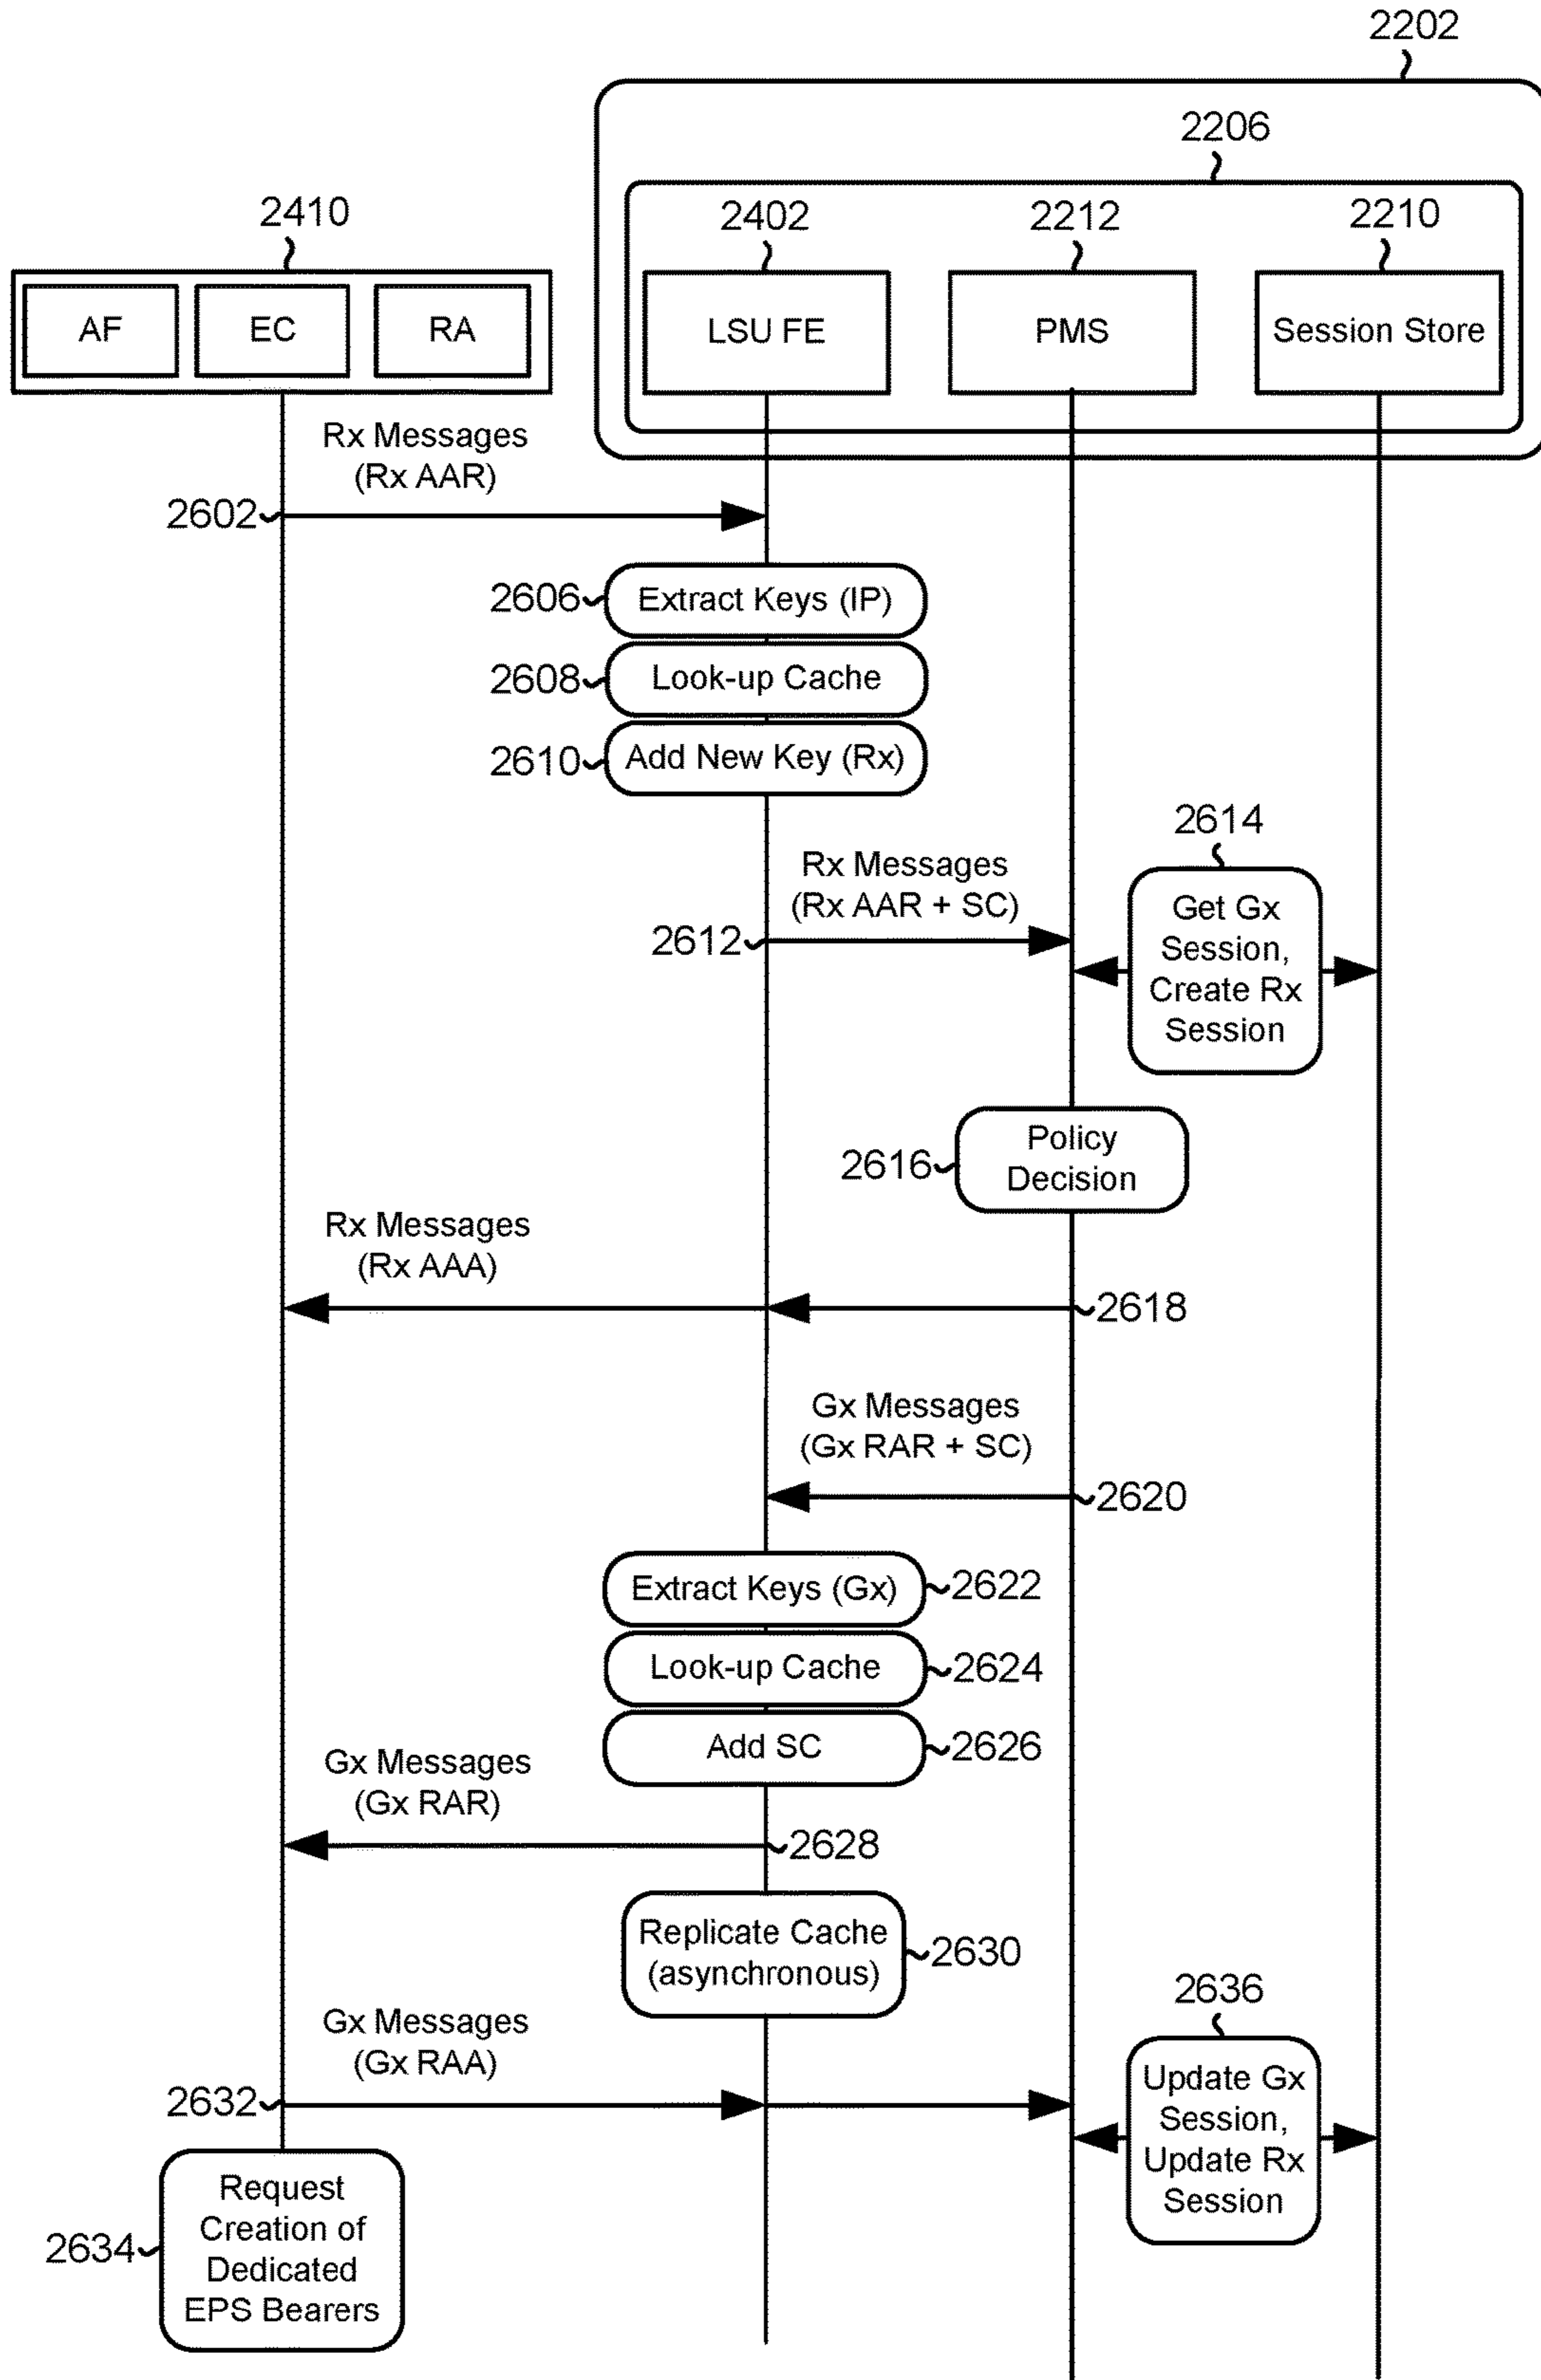 2202
2206
2410
2402
2212
2210
AF
EC
RA
LSU FE
PMS
Session Store
Rx Messages
(Rx AAR)
2602
2606
Extract Keys (IP)
2608
Look-up Cache
2610
Add New Key (Rx)
2614
Rx Messages
(Rx AAR + SC)
2612
Get Gx
Session,
Create Rx
Session
2616
Policy
Decision
Rx Messages
(Rx AAA)
2618
Gx Messages
(Gx RAR + SC)
2620
Extract Keys (Gx)
2622
Look-up Cache
2624
Add SC
2626
Gx Messages
(Gx RAR)
2628
Replicate Cache
(asynchronous)
2630
Gx Messages
(Gx RAA)
2632
2636
Update Gx
Session,
Update Rx
Session
2634
Request
Creation of
Dedicated
EPS Bearers